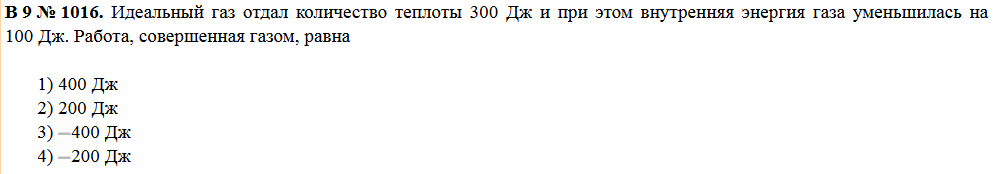 В 9 № 1016. Идеальный газ отдал количество теплоты 300 Дж и при этом внутренняя энергия газа уменьшилась на
100 Дж. Работа, совершенная газом, равна
1) 400 Дж
2) 200 Дж
3) −400 Дж
4) −200 Дж